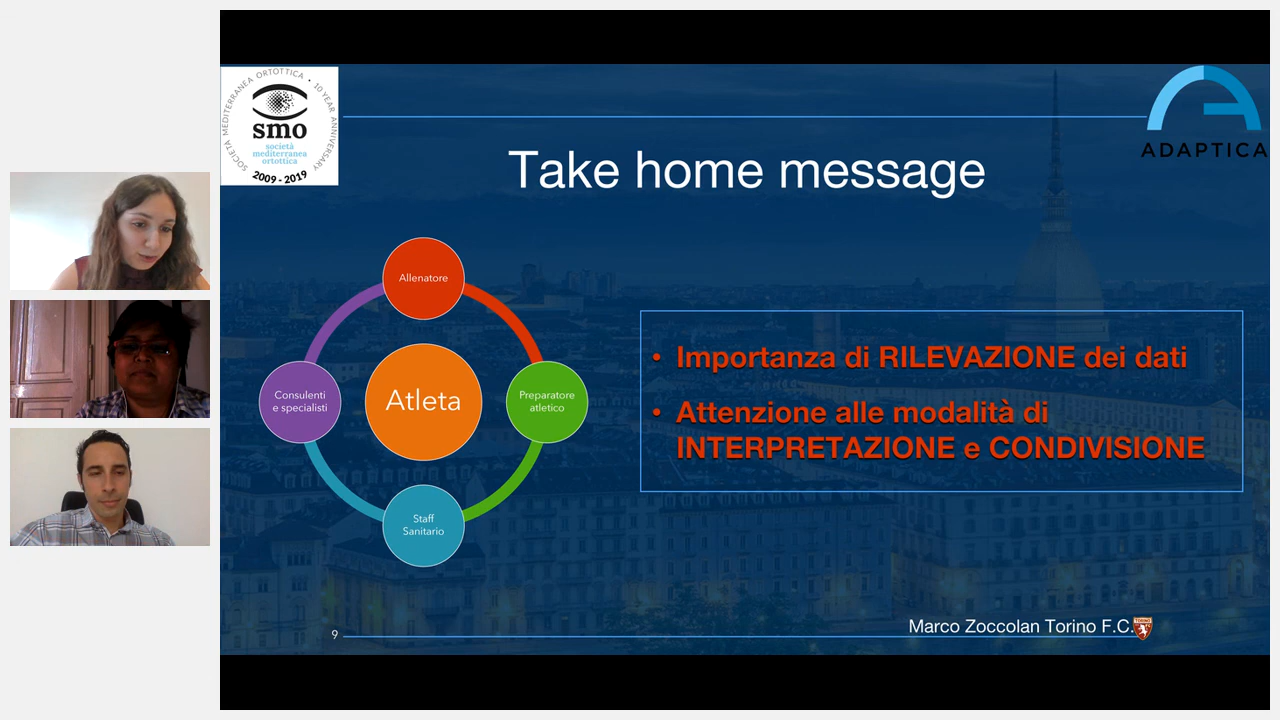 SOCIETÀ MEDITERRANEA ORTOTTICA • 10 YEAR ANNIVERSARY
smo
società
mediterranea
ortottica
2009 - 2019
ADAPTICA
Take home message
Allenatore
Consulenti
e specialisti
Atleta
Preparatore
atletico
Staff
Sanitario
• Importanza di RILEVAZIONE dei dati
• Attenzione alle modalità di
INTERPRETAZIONE e CONDIVISIONE
9
Marco Zoccolan Torino F.C.
TORINO